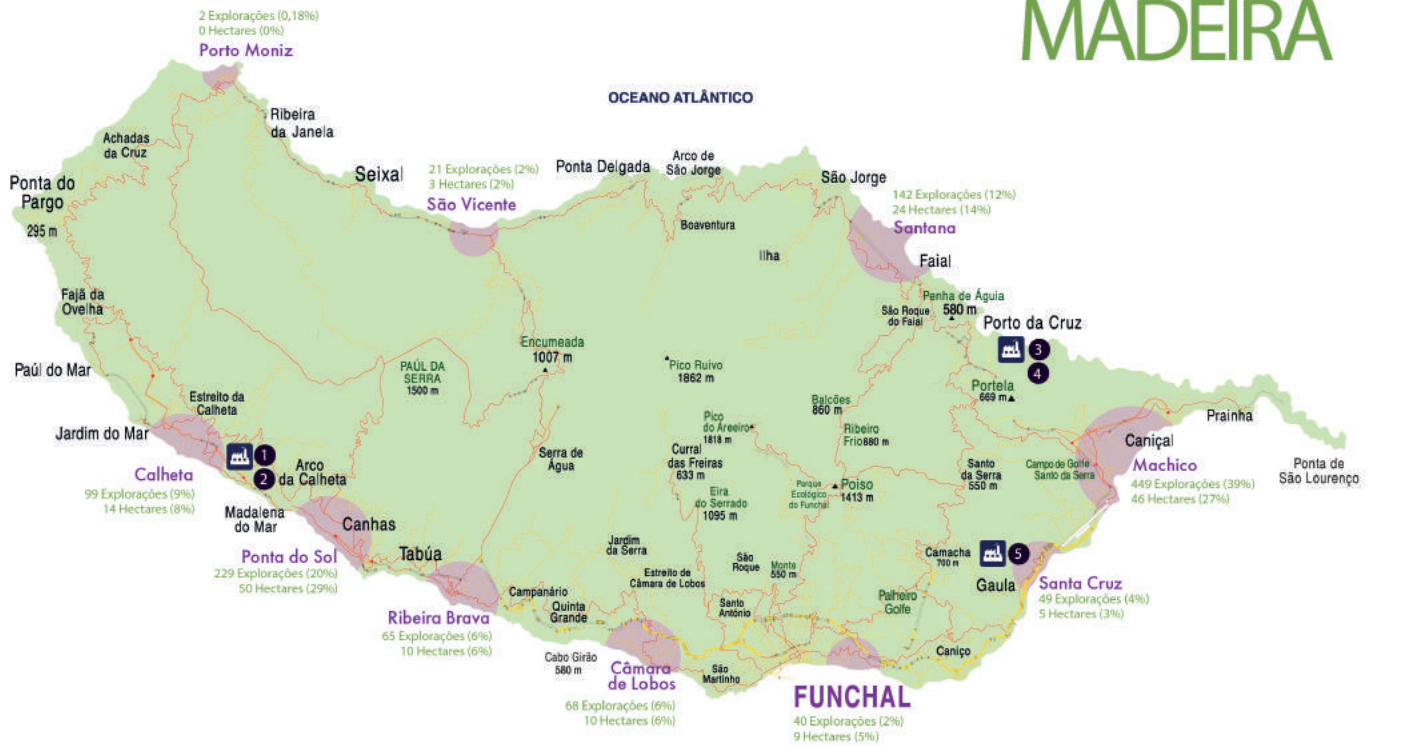 MADEIRA
2 Explorações (0,18%)
0 Hectares (0%)
Porto Moniz
OCEANO ATLÂNTICO
Ribeira
da Janela
Achadas
da Cruz
Seixal
21 Explorações (2%)
3 Hectares (2%)
São Vicente
Ponta Delgada
Arco de
São Jorge
São Jorge
142 Explorações (12%)
24 Hectares (14%)
Santana
Ponta do
Pargo
295 m
Boaventura
Ilha
Faial
Fajã da
Ovelha
Penha de Águia
580 m
São Roque
do Faial
Porto da Cruz
3
4
Encumeada
1007 m
Paúl do Mar
PAÚL DA
SERRA
1500 m
Pico Ruivo
1862 m
Portela
669 m
Estreito da
Calheta
Balcões
860 m
Prainha
Jardim do Mar
Pico
do Areeiro
1818 m
Ribeiro
Frio 880 m
Caniçal
1
2
Arco
da Calheta
Serra de
Água
Curral
das Freiras
633 m
Santo
da Serra
550 m
Campo de Golfe
Santo da Serra
Machico
449 Explorações (39%)
46 Hectares (27%)
Ponta de
São Lourenço
Calheta
99 Explorações (9%)
14 Hectares (8%)
Eira
do Serrado
1095 m
Parque
Ecológico
do Funchal
Poiso
1413 m
Madalena
do Mar
Canhas
Ponta do Sol
229 Explorações (20%)
50 Hectares (29%)
Tabúa
Jardim
da Serra
Estreito de
Câmara de Lobos
São
Roque
Monte
550 m
Camacha
700 m
5
Gaula
Santa Cruz
49 Explorações (4%)
5 Hectares (3%)
Ribeira Brava
65 Explorações (6%)
10 Hectares (6%)
Campanário
Quinta
Grande
Santo
António
Palheiro
Golfe
Cabo Girão
580 m
Câmara
de Lobos
68 Explorações (6%)
10 Hectares (6%)
São
Martinho
Caniço
FUNCHAL
40 Explorações (2%)
9 Hectares (5%)